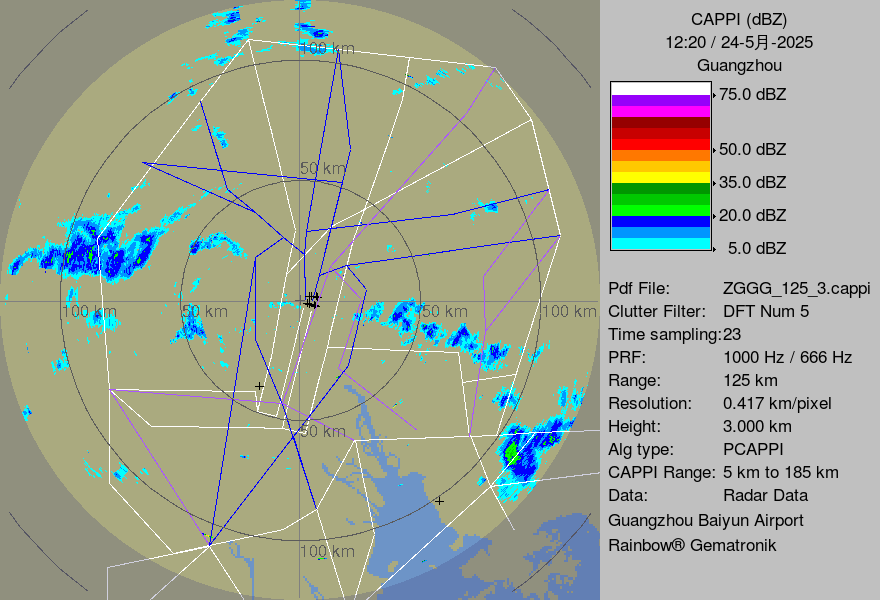 CAPPI (dBZ)
12:20 / 24-5月-2025
Guangzhou
75.0 dBZ
50.0 dBZ
35.0 dBZ
20.0 dBZ
5.0 dBZ
Pdf File: ZGGG_125_3.cappi
Clutter Filter: DFT Num 5
Time sampling:23
PRF: 1000 Hz / 666 Hz
Range: 125 km
Resolution: 0.417 km/pixel
Height: 3.000 km
Alg type: PCAPPI
CAPPI Range: 5 km to 185 km
Data: Radar Data
Guangzhou Baiyun Airport
Rainbow® Gematronik
100 km
50 km
100 km
50 km
50 km
100 km
50 km
100 km